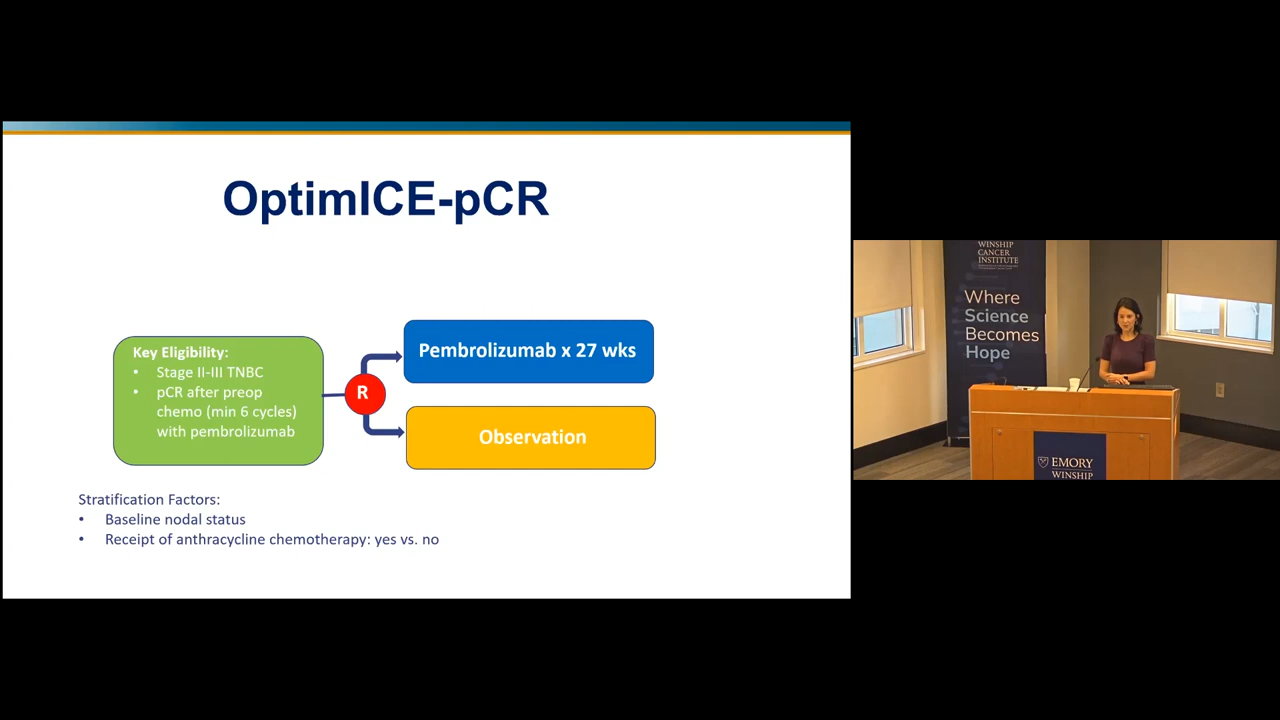 OptimICE-pCR
Key Eligibility:
• Stage II-III TNBC
• pCR after preop
chemo (min 6 cycles)
with pembrolizumab
R
Pembrolizumab x 27 wks
Observation
Stratification Factors:
• Baseline nodal status
• Receipt of anthracycline chemotherapy: yes vs. no
WINSHIP
CANCER
INSTITUTE
Where
Science
Becomes
Hope
EMORY
WINSHIP